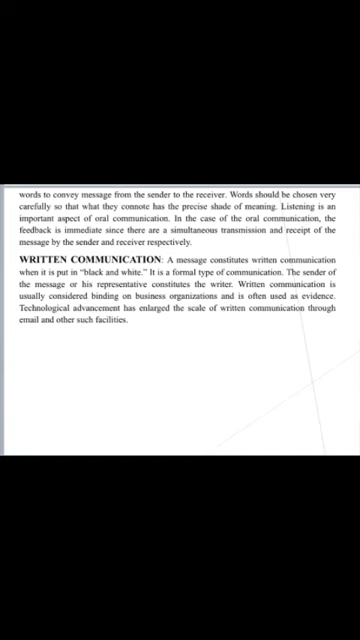 words to convey message from the sender to the receiver. Words should be chosen very
carefully so that what they connote has the precise shade of meaning. Listening is an
important aspect of oral communication. In the case of the oral communication, the
feedback is immediate since there are a simultaneous transmission and receipt of the
message by the sender and receiver respectively.
WRITTEN COMMUNICATION: A message constitutes written communication
when it is put in “black and white.” It is a formal type of communication. The sender of
the message or his representative constitutes the writer. Written communication is
usually considered binding on business organizations and is often used as evidence.
Technological advancement has enlarged the scale of written communication through
email and other such facilities.